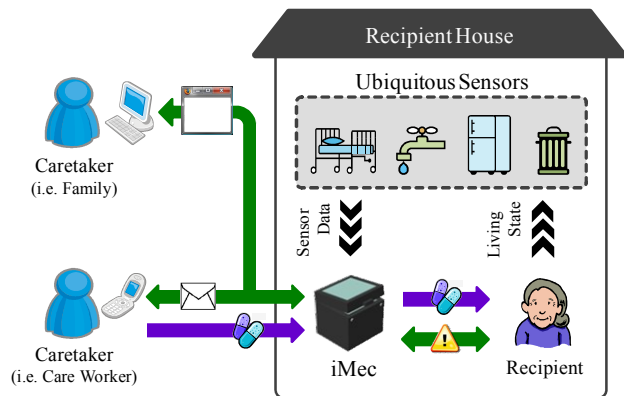 Recipient House
Ubiquitous Sensors
Caretaker
(i.e. Family)
Sensor
Data
Living
State
Caretaker
(i.e. Care Worker)
iMec
Recipient